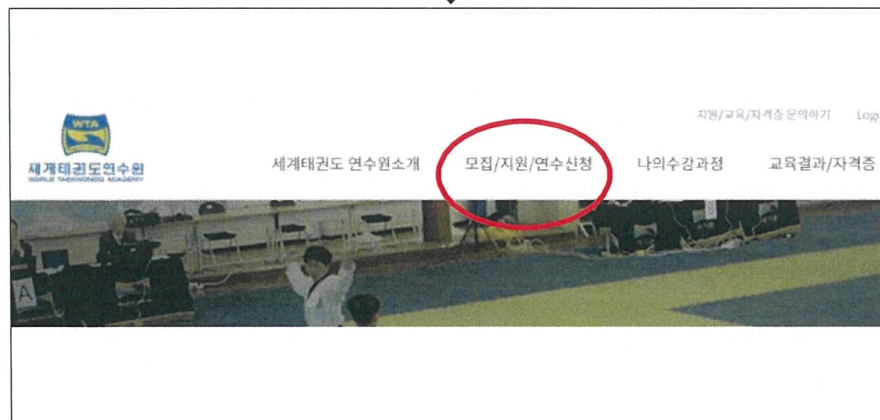 지원/교육/자격증 문의하기 Logi
WTA
세계태권도연수원
WORLD TAEKWONDO ACADEMY
세계태권도 연수원소개 모집/지원/연수신청 나의수강과정 교육결과/자격증
A